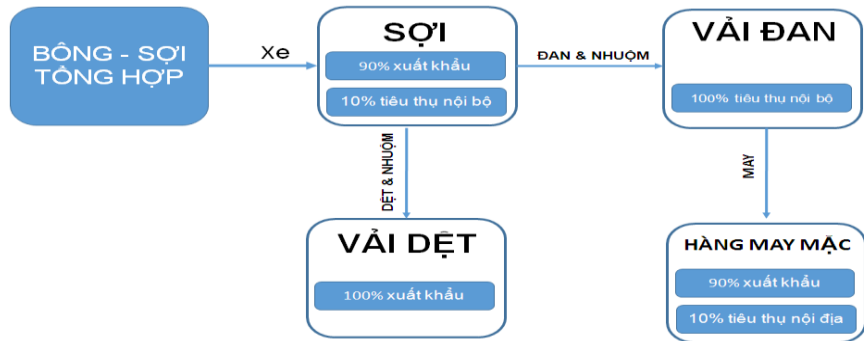 BÔNG - SỢI
TỔNG HỢP
Xe
SỢI
90% xuất khẩu
10% tiêu thụ nội bộ
ĐAN & NHUỘM
VẢI ĐAN
100% tiêu thụ nội bộ
DỆT & NHUỘM
MAY
VẢI DỆT
100% xuất khẩu
HÀNG MAY MẶC
90% xuất khẩu
10% tiêu thụ nội địa